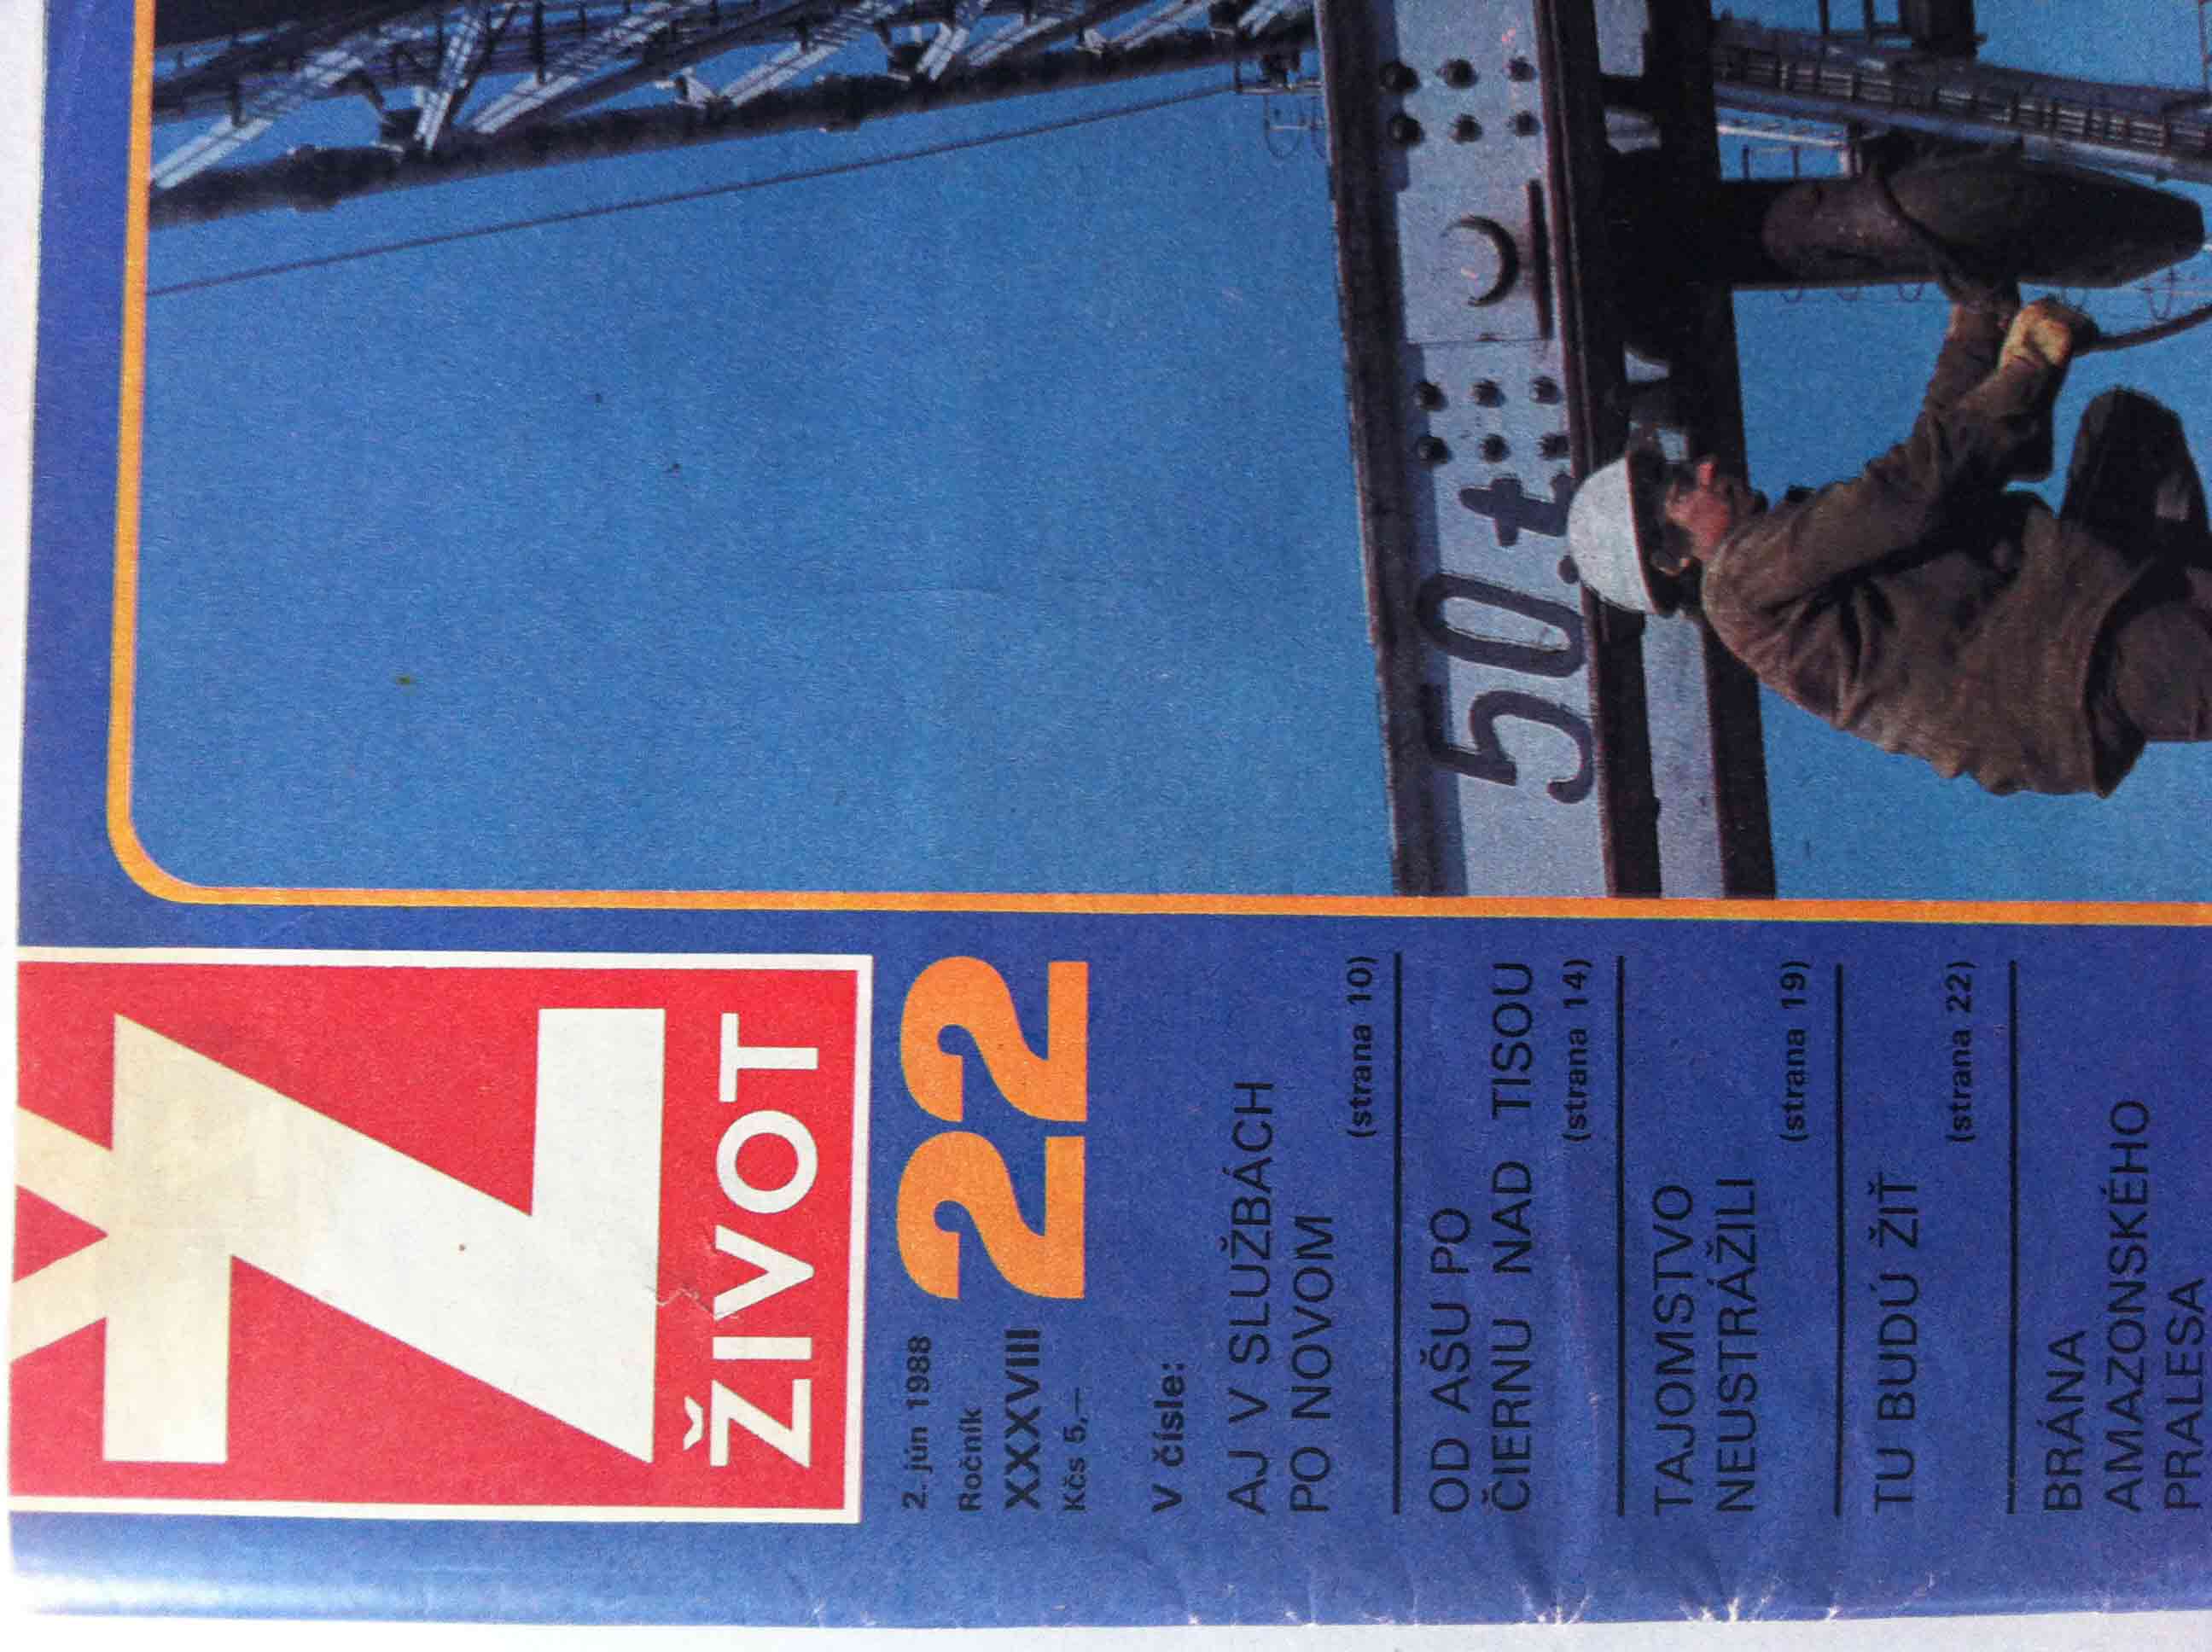 Ž
ŽIVOT
2. jún 1988
Ročník
XXXVIII
Kčs 5,—
22
V čísle:
AJ V SLUŽBÁCH
PO NOVOM
(strana 10)
OD AŠU PO
ČIERNU NAD TISOU
(strana 14)
TAJOMSTVO
NEUSTRÁŽILI
(strana 19)
TU BUDÚ ŽIŤ
(strana 22)
BRÁNA
AMAZONSKÉHO
PRALESA
50.t.